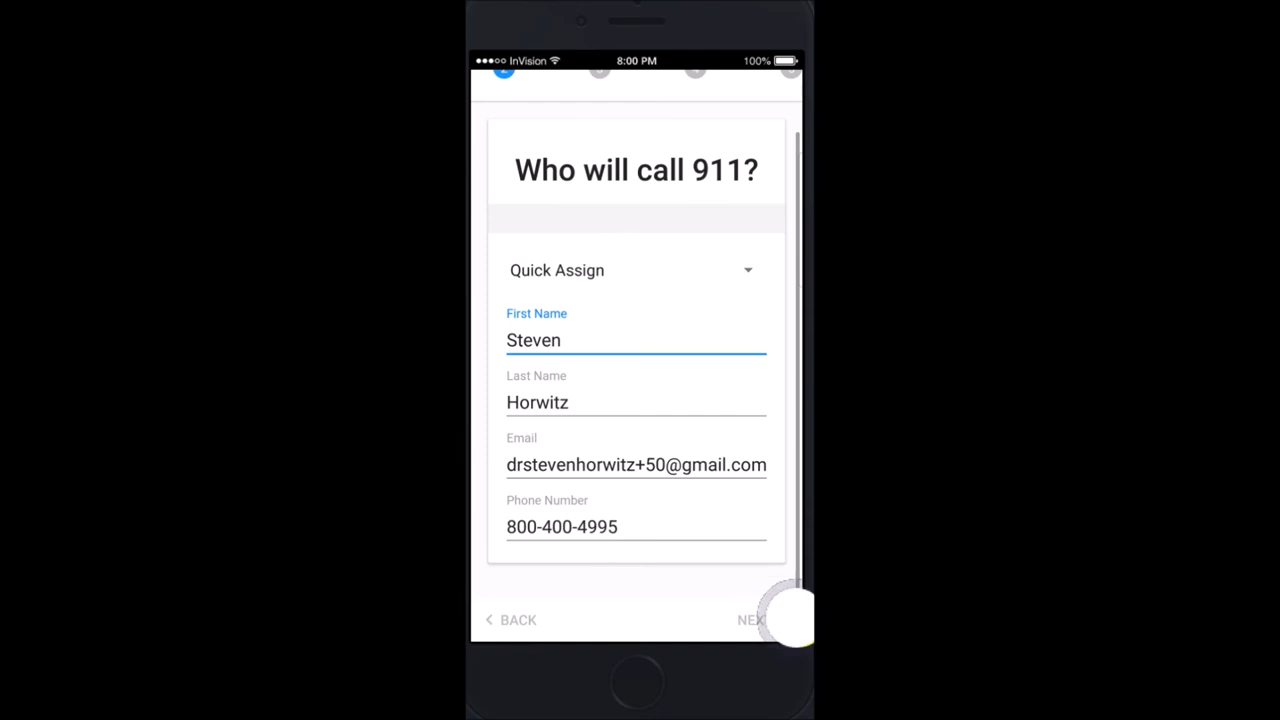 InVision 8:00 PM 100%
Who will call 911?
Quick Assign
First Name
Steven
Last Name
Horwitz
Email
drstevenhorwitz+50@gmail.com
Phone Number
800-400-4995
BACK